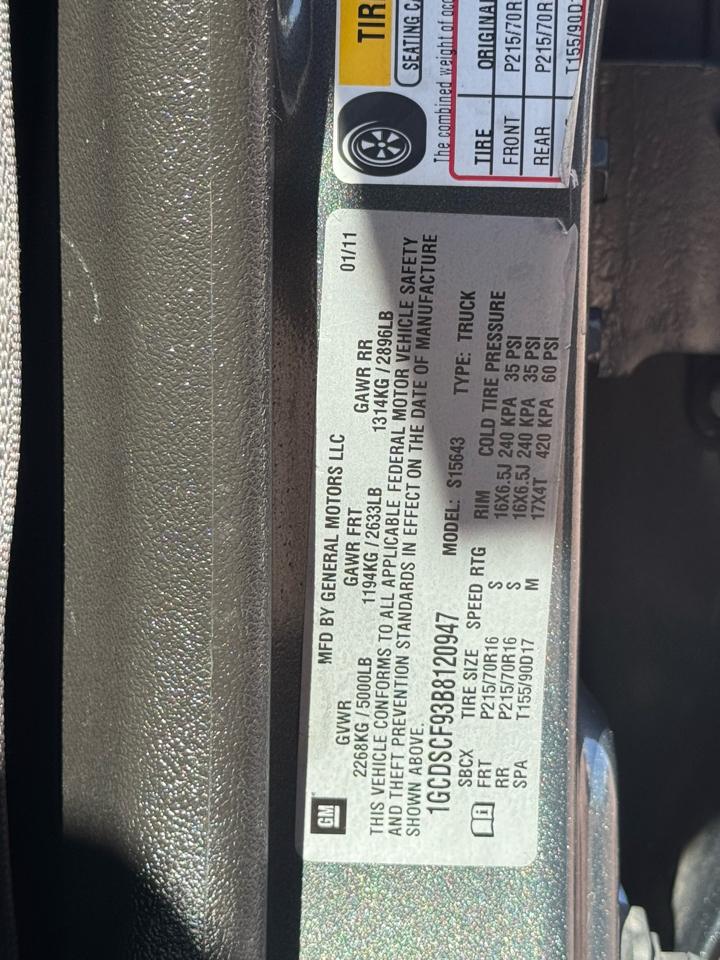 GM
MFD BY GENERAL MOTORS LLC 01/11
GVWR GAWR FRT GAWR RR
2268KG/5000LB 1194KG/2633LB 1314KG/2896LB
THIS VEHICLE CONFORMS TO ALL APPLICABLE FEDERAL MOTOR VEHICLE SAFETY
AND THEFT PREVENTION STANDARDS IN EFFECT ON THE DATE OF MANUFACTURE
SHOWN ABOVE.
1GCDSCF93B8120947 MODEL: S15643 TYPE: TRUCK
SBCX TIRE SIZE SPEED RTG RIM COLD TIRE PRESSURE
FRT P215/70R16 S 16X6.5J 240 KPA 35 PSI
RR P215/70R16 S 16X6.5J 240 KPA 35 PSI
SPA T155/90D17 M 17X4T 420 KPA 60 PSI
TIR
SEATING CA
The combined weight of occ
TIRE ORIGINAL
FRONT P215/70R
REAR P215/70R
T155/90D